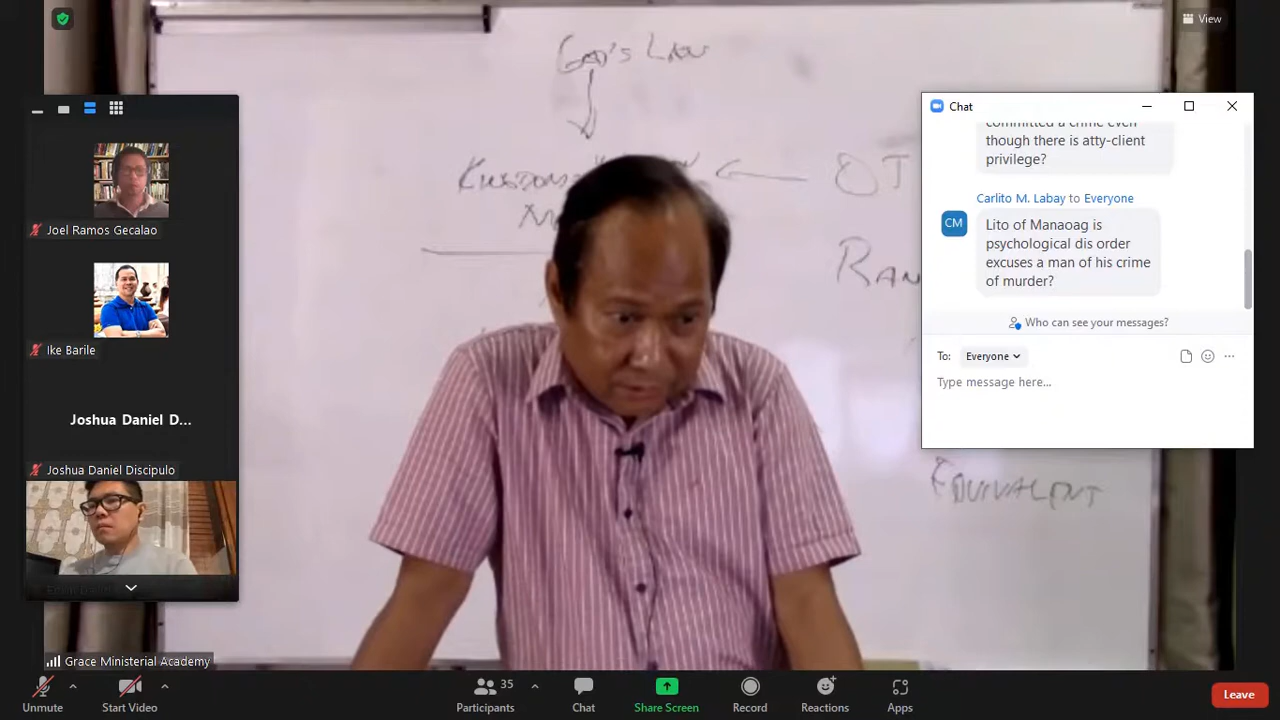 View
God's Law
OT
Joel Ramos Gecalao
Ike Barile
Joshua Daniel D...
Joshua Daniel Discipulo
Chat
committed a crime even
though there is atty-client
privilege?
Carlito M. Labay to Everyone
CM
Lito of Manaoag is
psychological dis order
excuses a man of his crime
of murder?
Who can see your messages?
To: Everyone
Type message here...
EQUIVALENT
Grace Ministerial Academy
Unmute
Start Video
35
Participants
Chat
Share Screen
Record
Reactions
Apps
Leave